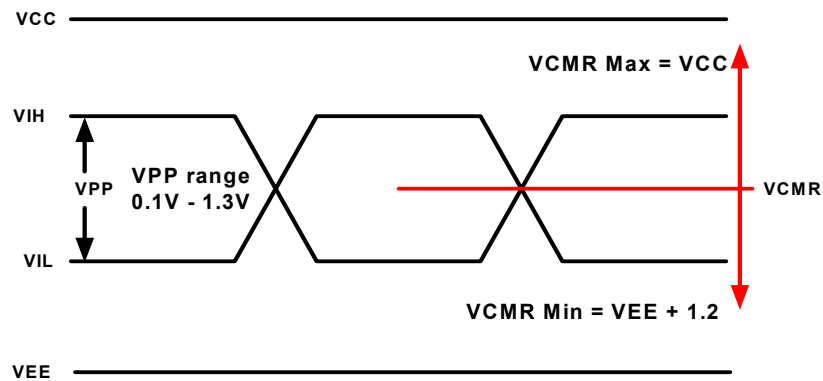 VCC
VCMR Max = VCC
VIH
VPP
VPP range
0.1V - 1.3V
VCMR
VIL
VCMR Min = VEE + 1.2
VEE